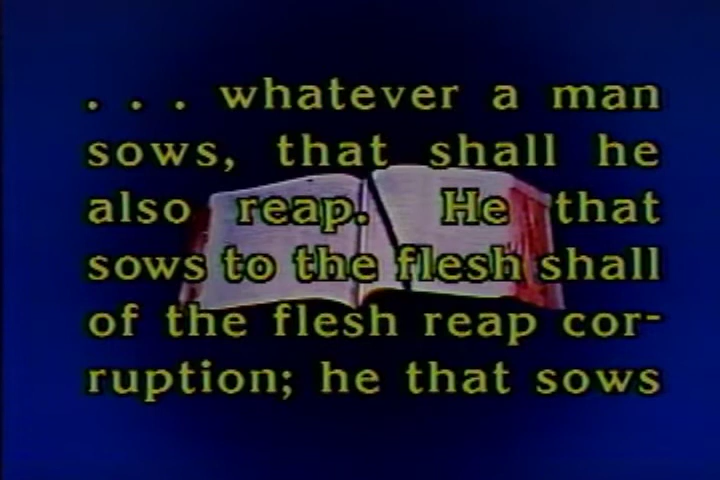 . . . whatever a man
sows, that shall he
also reap. He that
sows to the flesh shall
of the flesh reap cor-
ruption; he that sows